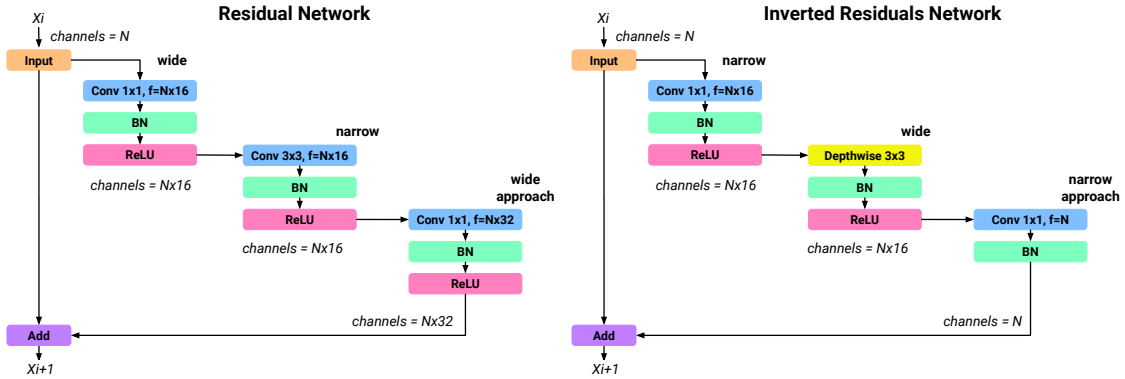 Residual Network
Xi
channels = N
Input
wide
Conv 1x1, f=Nx16
BN
ReLU
channels = Nx16
narrow
Conv 3x3, f=Nx16
BN
ReLU
channels = Nx16
wide
approach
Conv 1x1, f=Nx32
BN
ReLU
channels = Nx32
Add
Xi+1
Inverted Residuals Network
Xi
channels = N
Input
narrow
Conv 1x1, f=Nx16
BN
ReLU
channels = Nx16
wide
Depthwise 3x3
BN
ReLU
channels = Nx16
narrow
approach
Conv 1x1, f=N
BN
channels = N
Add
Xi+1